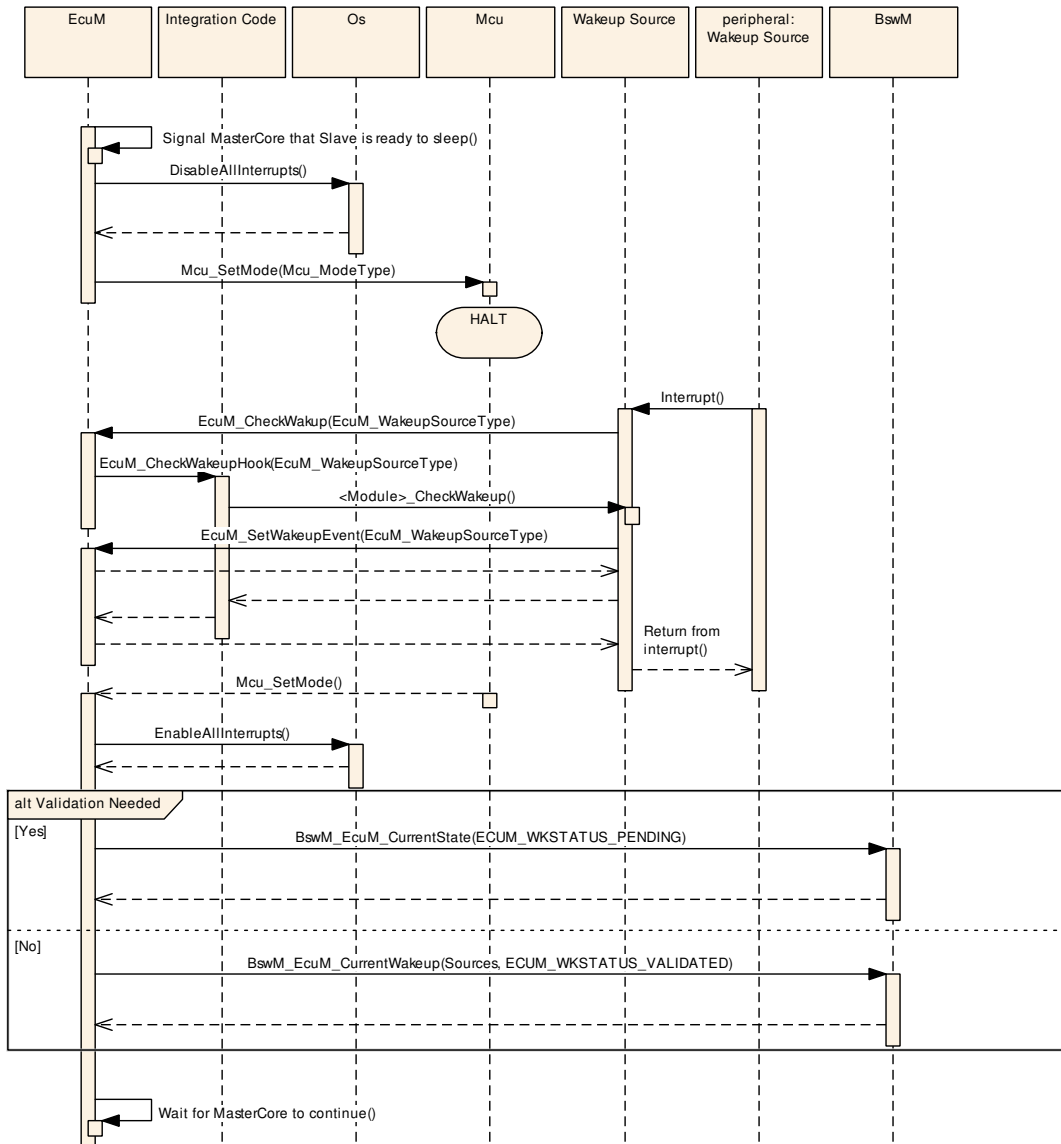 EcuM
Integration Code
Os
Mcu
Wakeup Source
peripheral:
Wakeup Source
BswM
Signal MasterCore that Slave is ready to sleep()
DisableAllInterrupts()
Mcu_SetMode(Mcu_ModeType)
HALT
Interrupt()
EcuM_CheckWakup(EcuM_WakeupSourceType)
EcuM_CheckWakeupHook(EcuM_WakeupSourceType)
<Module>_CheckWakeup()
EcuM_SetWakeupEvent(EcuM_WakeupSourceType)
Return from
interrupt()
Mcu_SetMode()
EnableAllInterrupts()
alt Validation Needed
[Yes]
BswM_EcuM_CurrentState(ECUM_WKSTATUS_PENDING)
[No]
BswM_EcuM_CurrentWakeup(Sources, ECUM_WKSTATUS_VALIDATED)
Wait for MasterCore to continue()